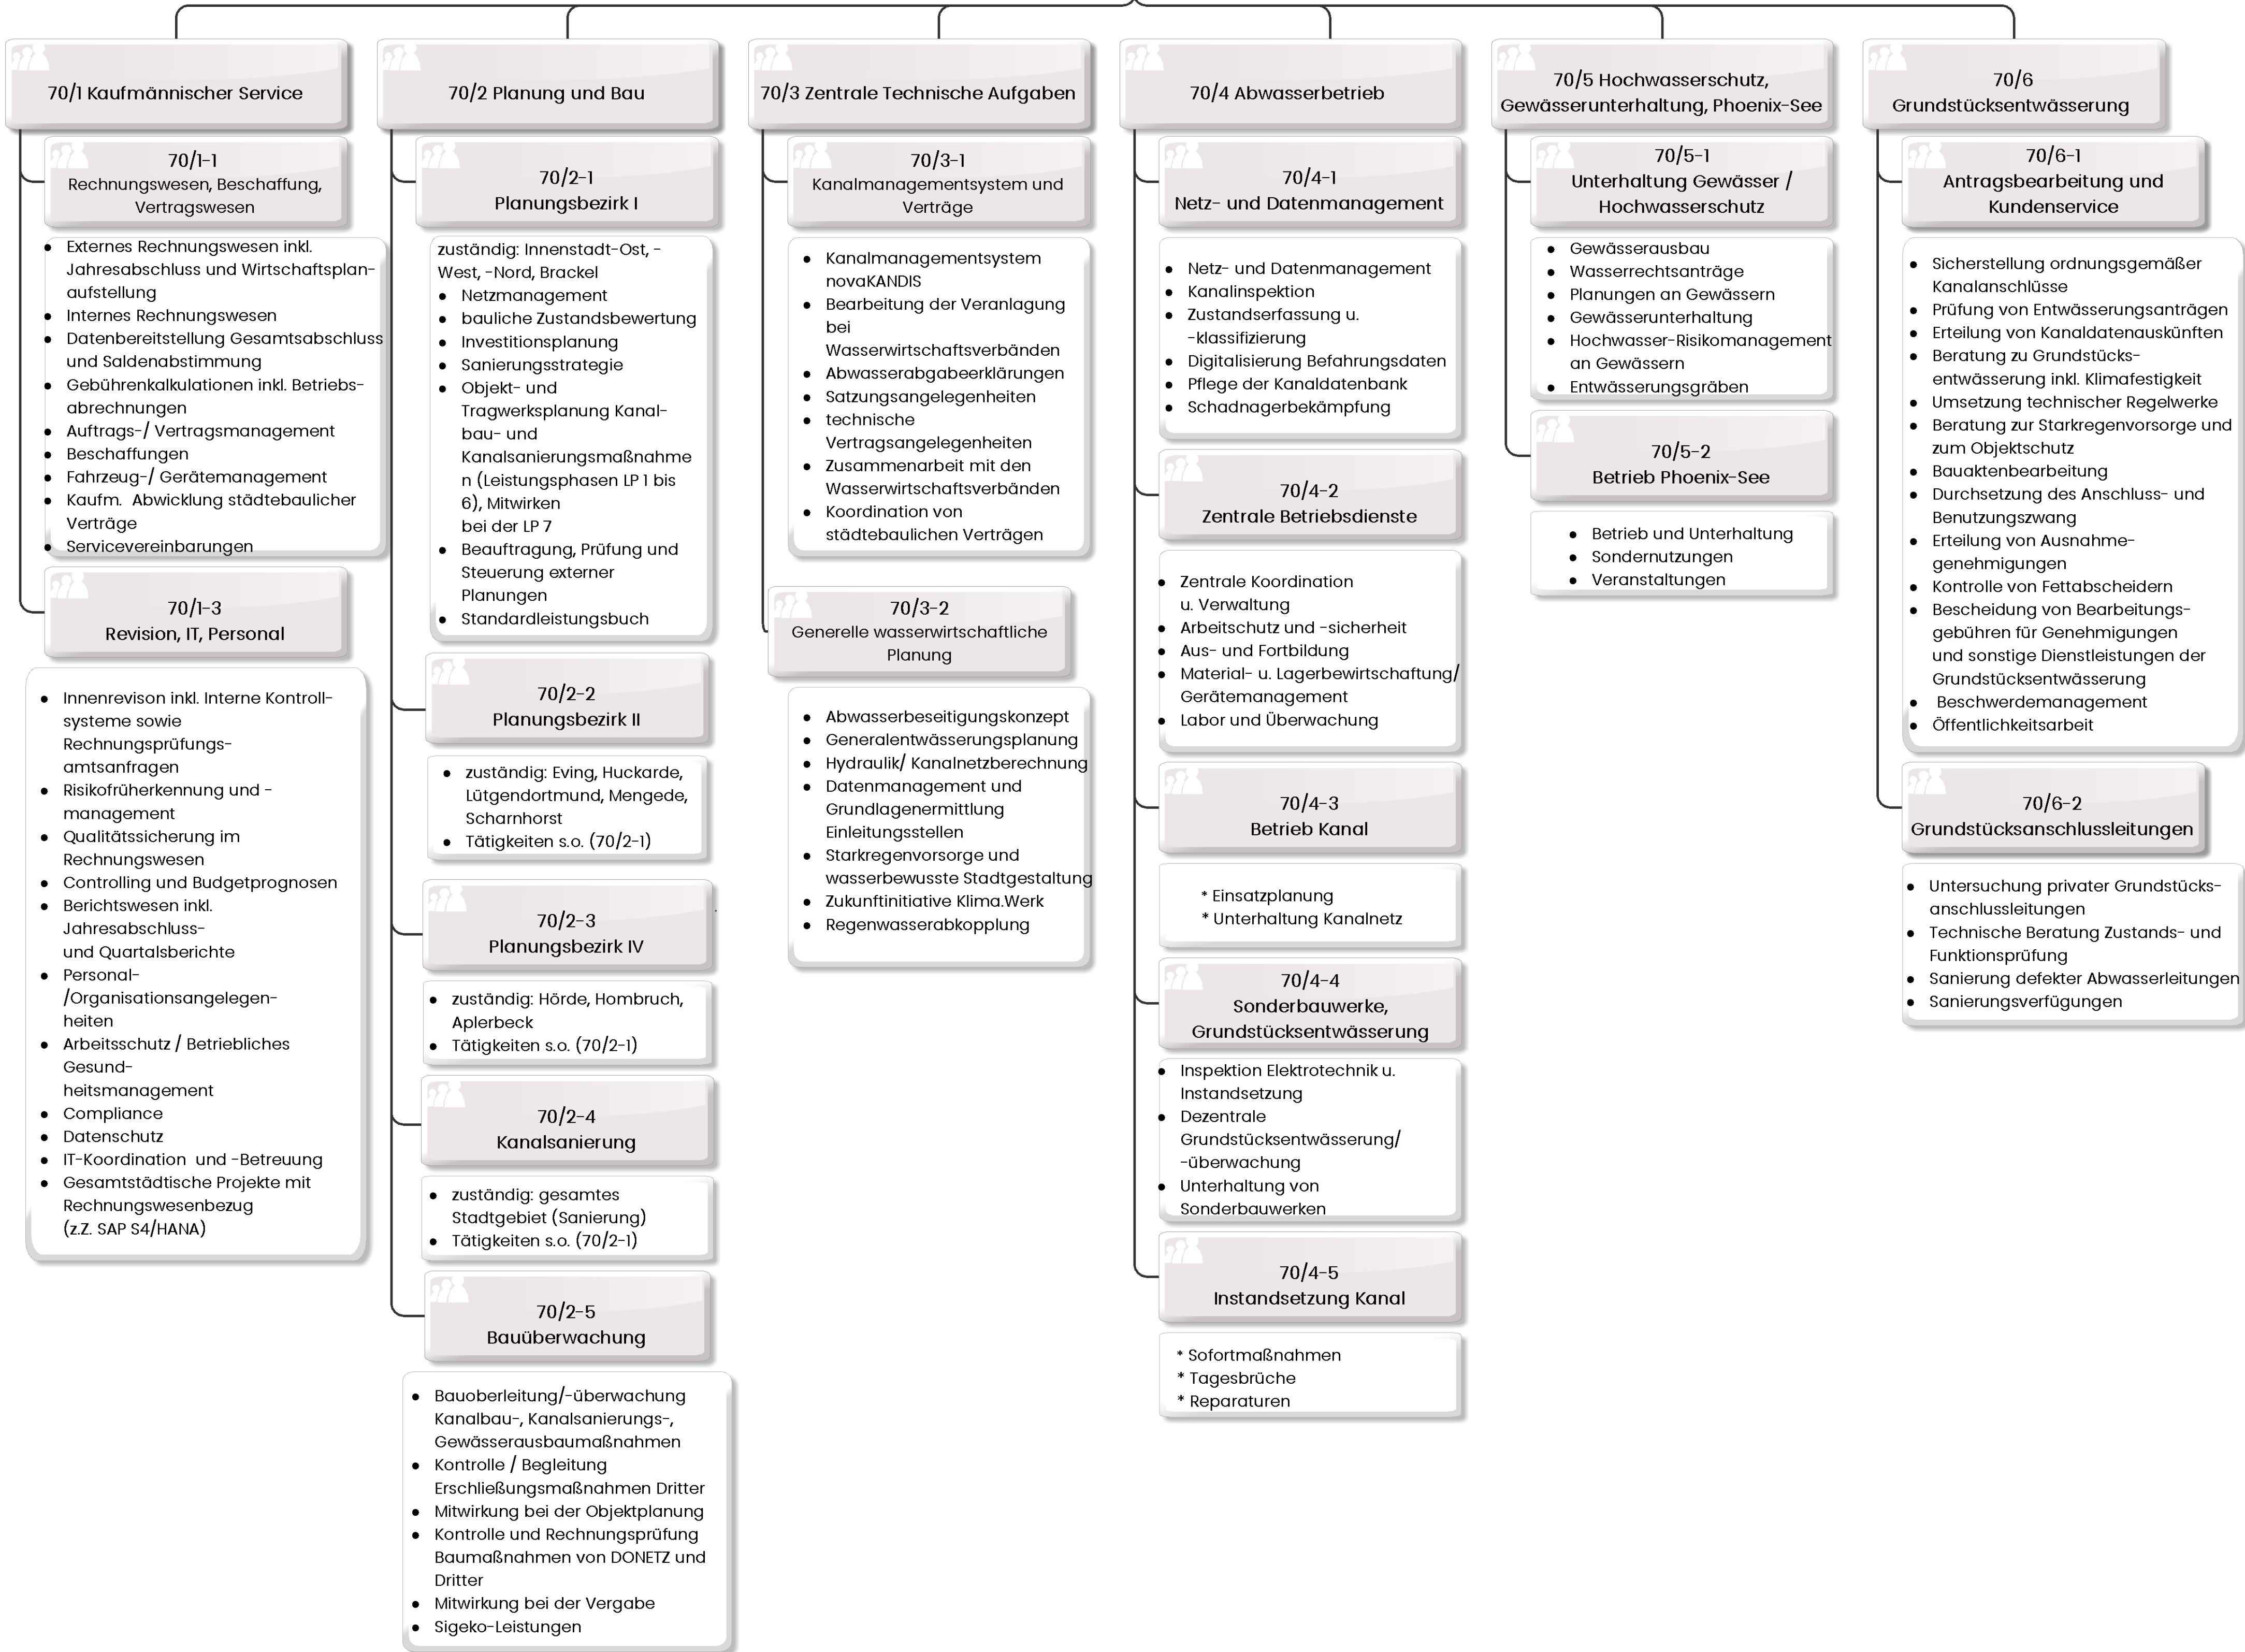 70/1 Kaufmännischer Service
70/1-1
Rechnungswesen, Beschaffung,
Vertragswesen
Externes Rechnungswesen inkl.
Jahresabschluss und Wirtschaftsplan-
aufstellung
Internes Rechnungswesen
Datenbereitstellung Gesamtabschluss
und Saldenabstimmung
Gebührenkalkulationen inkl. Betriebs-
abrechnungen
Auftrags-/ Vertragsmanagement
Beschaffungen
Fahrzeug-/ Gerätemanagement
Kaufm.  Abwicklung städtebaulicher
Verträge
Servicevereinbarungen
70/1-3
Revision, IT, Personal
Innenrevison inkl. Interne Kontroll-
systeme sowie
Rechnungsprüfungs-
amtsanfragen
Risikofrüherkennung und -
management
Qualitätssicherung im
Rechnungswesen
Controlling und Budgetprognosen
Berichtswesen inkl.
Jahresabschluss-
und Quartalsberichte
Personal-
/Organisationsangelegen-
heiten
Arbeitsschutz / Betriebliches
Gesund-
heitsmanagement
Compliance
Datenschutz
IT-Koordination  und -Betreuung
Gesamtstädtische Projekte mit
Rechnungswesenbezug
(z.Z. SAP S4/HANA)
70/2 Planung und Bau
70/2-1
Planungsbezirk I
zuständig: Innenstadt-Ost, -
West, -Nord, Brackel
Netzmanagement
bauliche Zustandsbewertung
Investitionsplanung
Sanierungsstrategie
Objekt- und
Tragwerksplanung Kanal-
bau- und
Kanalsanierungsmaßnahme
n (Leistungsphasen LP 1 bis
6), Mitwirken
bei der LP 7
Beauftragung, Prüfung und
Steuerung externer
Planungen
Standardleistungsbuch
70/2-2
Planungsbezirk II
zuständig: Eving, Huckarde,
Lütgendortmund, Mengede,
Scharnhorst
Tätigkeiten s.o. (70/2-1)
70/2-3
Planungsbezirk IV
zuständig: Hörde, Hombruch,
Aplerbeck
Tätigkeiten s.o. (70/2-1)
70/2-4
Kanalsanierung
zuständig: gesamtes
Stadtgebiet (Sanierung)
Tätigkeiten s.o. (70/2-1)
70/2-5
Bauüberwachung
Bauoberleitung/-überwachung
Kanalbau-, Kanalsanierungs-,
Gewässerausbaumaßnahmen
Kontrolle / Begleitung
Erschließungsmaßnahmen Dritter
Mitwirkung bei der Objektplanung
Kontrolle und Rechnungsprüfung
Baumaßnahmen von DONETZ und
Dritter
Mitwirkung bei der Vergabe
Sigeko-Leistungen
70/3 Zentrale Technische Aufgaben
70/3-1
Kanalmanagementsystem und
Verträge
Kanalmanagementsystem
novaKANDIS
Bearbeitung der Veranlagung
bei
Wasserwirtschaftsverbänden
Abwasserabgabeerklärungen
Satzungsangelegenheiten
technische
Vertragsangelegenheiten
Zusammenarbeit mit den
Wasserwirtschaftsverbänden
Koordination von
städtebaulichen Verträgen
70/3-2
Generelle wasserwirtschaftliche
Planung
Abwasserbeseitigungskonzept
Generalentwässerungsplanung
Hydraulik/ Kanalnetzberechnung
Datenmanagement und
Grundlagenermittlung
Einleitungsstellen
Starkregenvorsorge und
wasserbewusste Stadtgestaltung
Zukunftinitiative Klima.Werk
Regenwasserabkopplung
70/4 Abwasserbetrieb
70/4-1
Netz- und Datenmanagement
Netz- und Datenmanagement
Kanalinspektion
Zustandserfassung u.
-klassifizierung
Digitalisierung Befahrungsdaten
Pflege der Kanaldatenbank
Schadnagerbekämpfung
70/4-2
Zentrale Betriebsdienste
Zentrale Koordination
u. Verwaltung
Arbeitschutz und -sicherheit
Aus- und Fortbildung
Material- u. Lagerbewirtschaftung/
Gerätemanagement
Labor und Überwachung
70/4-3
Betrieb Kanal
* Einsatzplanung
* Unterhaltung Kanalnetz
70/4-4
Sonderbauwerke,
Grundstücksentwässerung
Inspektion Elektrotechnik u.
Instandsetzung
Dezentrale
Grundstücksentwässerung/
-überwachung
Unterhaltung von
Sonderbauwerken
70/4-5
Instandsetzung Kanal
* Sofortmaßnahmen
* Tagesbrüche
* Reparaturen
70/5 Hochwasserschutz,
Gewässerunterhaltung, Phoenix-See
70/5-1
Unterhaltung Gewässer /
Hochwasserschutz
Gewässerausbau
Wasserrechtsanträge
Planungen an Gewässern
Gewässerunterhaltung
Hochwasser-Risikomanagement
an Gewässern
Entwässerungsgräben
70/5-2
Betrieb Phoenix-See
Betrieb und Unterhaltung
Sondernutzungen
Veranstaltungen
70/6
Grundstücksentwässerung
70/6-1
Antragsbearbeitung und
Kundenservice
Sicherstellung ordnungsgemäßer
Kanalanschlüsse
Prüfung von Entwässerungsanträgen
Erteilung von Kanaldatenauskünften
Beratung zu Grundstücks-
entwässerung inkl. Klimafestigkeit
Umsetzung technischer Regelwerke
Beratung zur Starkregenvorsorge und
zum Objektschutz
Bauaktenbearbeitung
Durchsetzung des Anschluss- und
Benutzungszwang
Erteilung von Ausnahme-
genehmigungen
Kontrolle von Fettabscheidern
Bescheidung von Bearbeitungs-
gebühren für Genehmigungen
und sonstige Dienstleistungen der
Grundstücksentwässerung
Beschwerdemanagement
Öffentlichkeitsarbeit
70/6-2
Grundstücksanschlussleitungen
Untersuchung privater Grundstücks-
anschlussleitungen
Technische Beratung Zustands- und
Funktionsprüfung
Sanierung defekter Abwasserleitungen
Sanierungsverfügungen